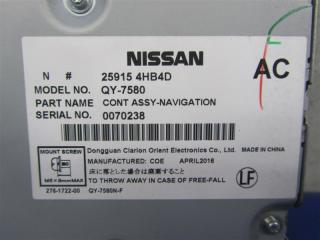 NISSAN
N # 25915 4HB4D
AC
MODEL NO. QY-7580
PART NAME CONT ASSY-NAVIGATION
SERIAL NO. 0070238
MOUNT SCREW
Dongguan Clarion Orient Electronics Co., Ltd. MADE IN CHINA
MANUFACTURED: COE APRIL2016
床に落とした場合は廃棄すること
TO THROW AWAY IN CASE OF FREE-FALL
LF
M5×8mmMAX
276-1722-00 QY-7580N-F